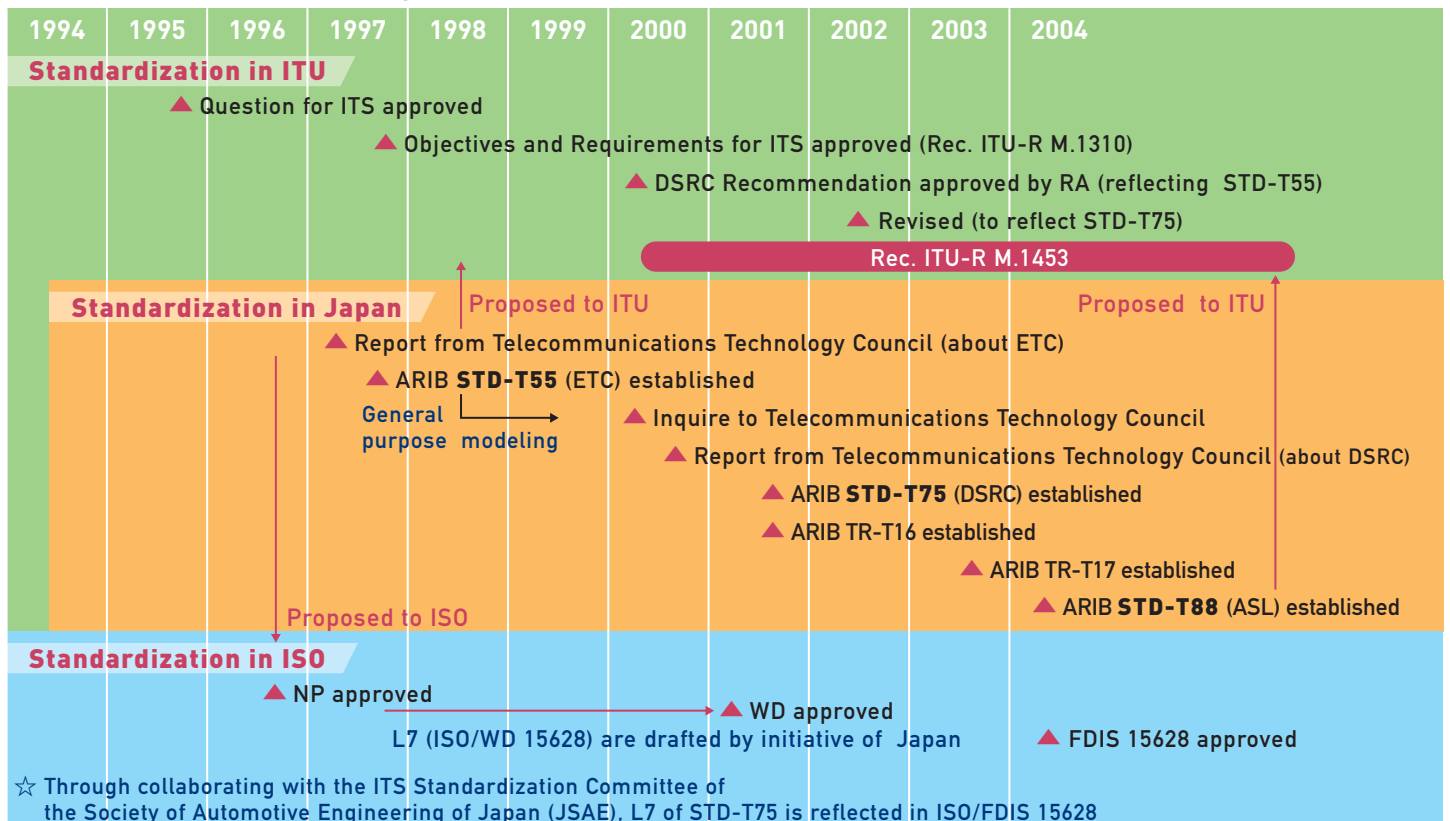 1994 1995 1996 1997 1998 1999 2000 2001 2002 2003 2004
Standardization in ITU
Question for ITS approved
Objectives and Requirements for ITS approved (Rec. ITU-R M.1310)
DSRC Recommendation approved by RA (reflecting STD-T55)
Revised (to reflect STD-T75)
Rec. ITU-R M.1453
Standardization in Japan
Proposed to ITU
Proposed to ITU
Report from Telecommunications Technology Council (about ETC)
ARIB STD-T55 (ETC) established
General
purpose modeling
Inquire to Telecommunications Technology Council
Report from Telecommunications Technology Council (about DSRC)
ARIB STD-T75 (DSRC) established
ARIB TR-T16 established
ARIB TR-T17 established
ARIB STD-T88 (ASL) established
Proposed to ISO
Standardization in ISO
NP approved
WD approved
L7 (ISO/WD 15628) are drafted by initiative of Japan
FDIS 15628 approved
☆ Through collaborating with the ITS Standardization Committee of
the Society of Automotive Engineering of Japan (JSAE), L7 of STD-T75 is reflected in ISO/FDIS 15628